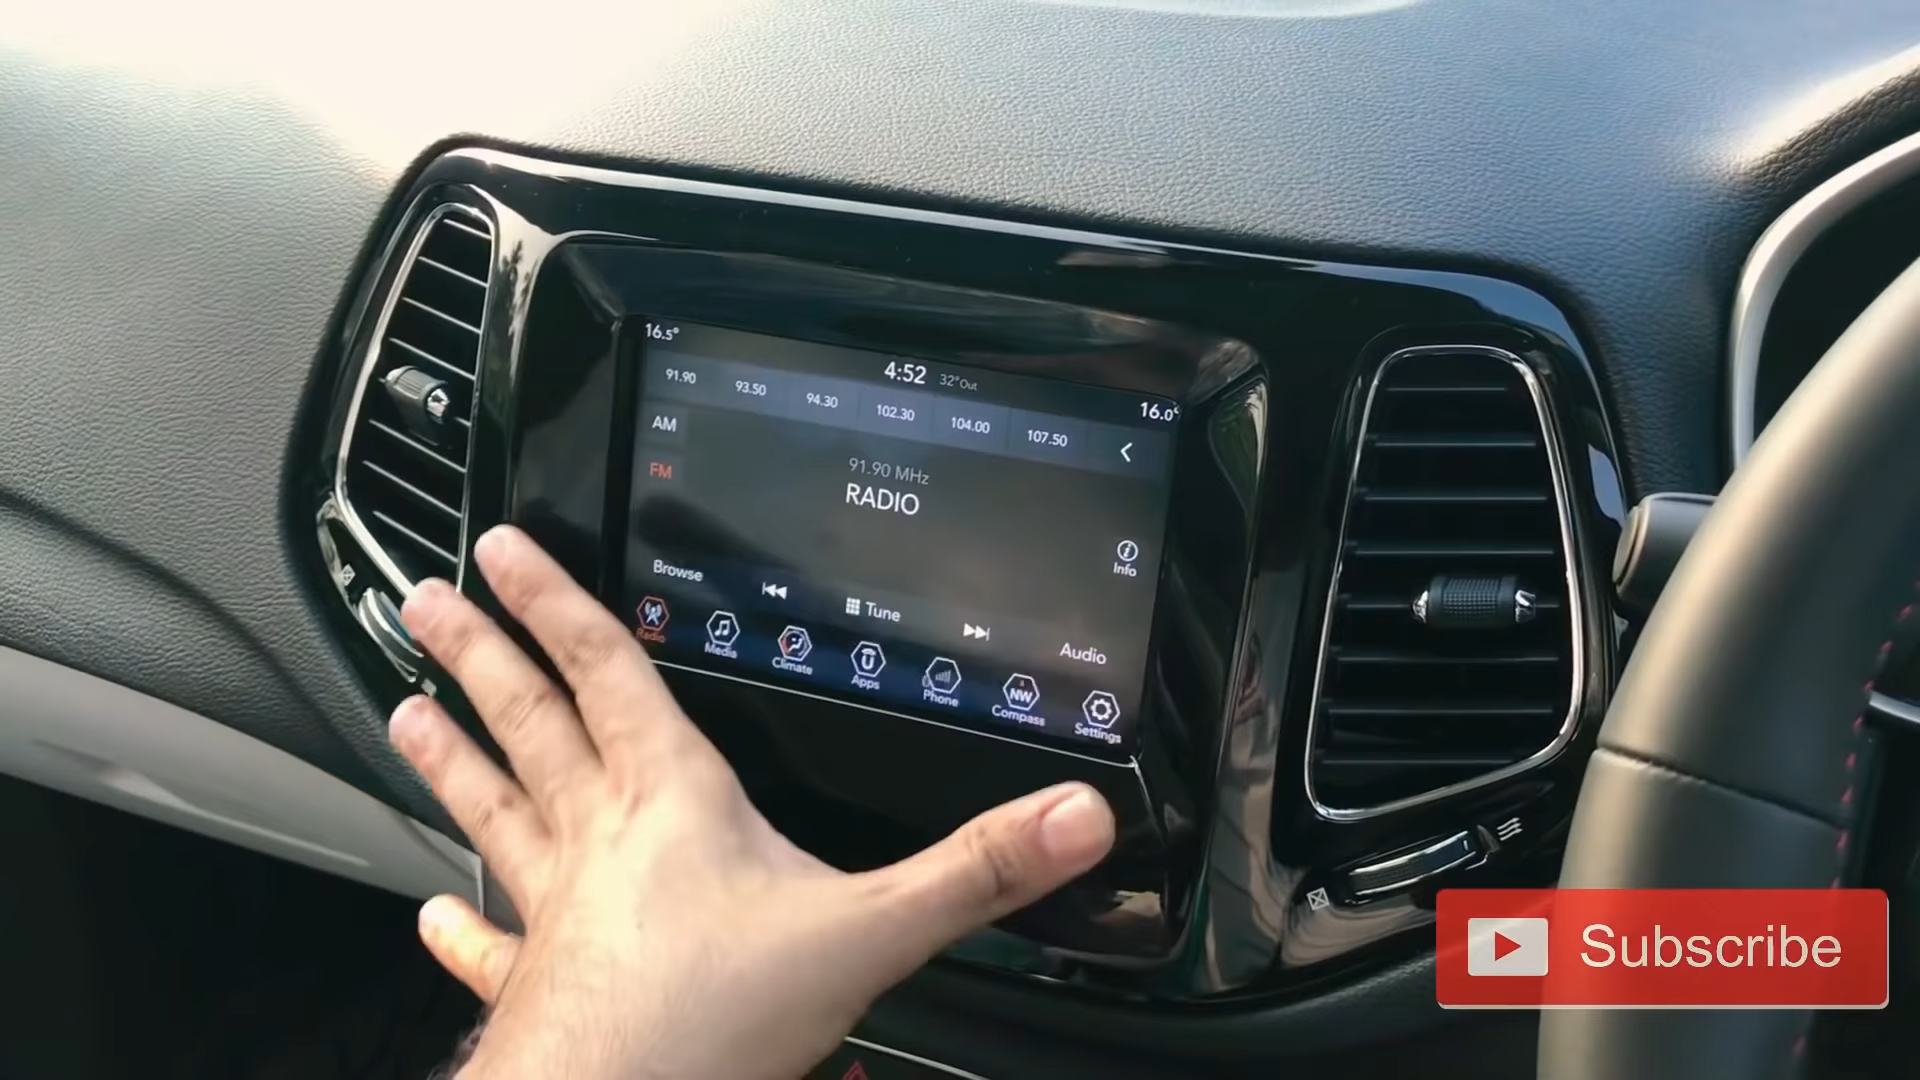 16.5°
4:52 32°Out
16.0°
91.90 93.50 94.30 102.30 104.00 107.50
AM
91.90 MHz
FM
RADIO
Info
Browse
Tune
Audio
Radio Media Climate Apps Phone NW Compass Settings
Subscribe